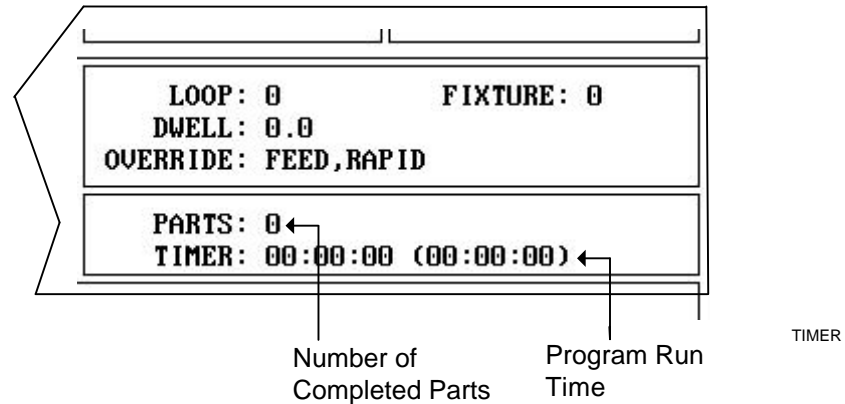 LOOP: 0 FIXTURE: 0
DWELL: 0.0
OVERRIDE: FEED,RAPID
PARTS: 0
TIMER: 00:00:00 (00:00:00)
TIMER
Number of Completed Parts
Program Run Time